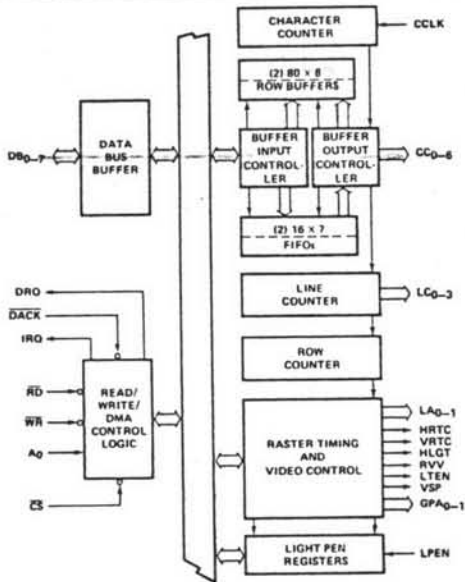 CHARACTER
COUNTER
CCLK
(2) 80 × 8
ROW BUFFERS
DB0–7
DATA
BUS
BUFFER
BUFFER
INPUT
CONTROL-
LER
BUFFER
OUTPUT
CONTROL-
LER
CC0–6
(2) 16 × 7
FIFOs
LINE
COUNTER
LC0–3
ROW
COUNTER
DRQ
DACK
IRQ
RD
WR
A0
CS
READ/
WRITE/
DMA
CONTROL
LOGIC
RASTER TIMING
AND
VIDEO CONTROL
LA0–1
HRTC
VRTC
HLGT
RVV
LTEN
VSP
GPA0–1
LIGHT PEN
REGISTERS
LPEN